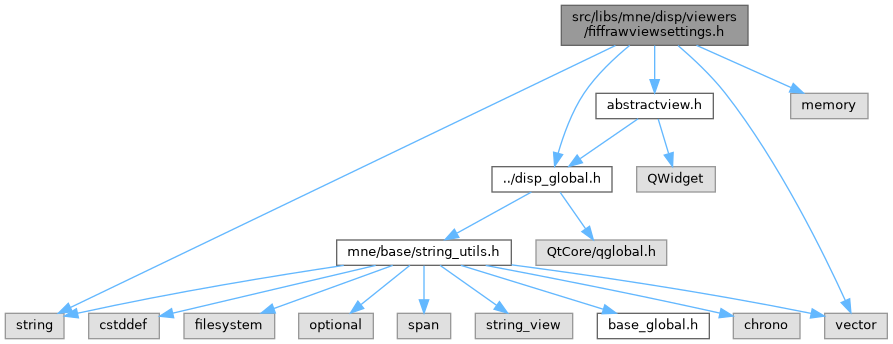 src/libs/mne/disp/viewers
/fiffrawviewsettings.h
abstractview.h
memory
../disp_global.h
QWidget
mne/base/string_utils.h
QtCore/qglobal.h
string
cstddef
filesystem
optional
span
string_view
base_global.h
chrono
vector